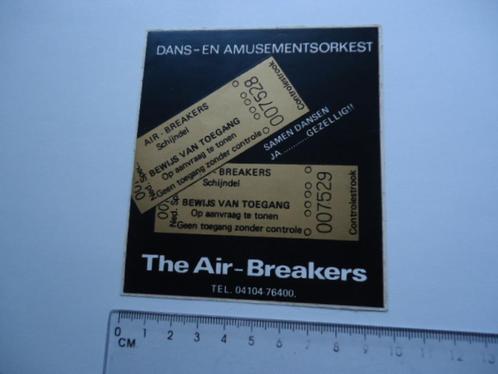 DANS-EN AMUSEMENTSORKEST
AIR-BREAKERS
Schijndel
BEWIJS VAN TOEGANG
Op aanvraag te tonen
Geen toegang zonder controle
007528
Controlestrook
SAMEN DANSEN
JA..........GEZELLIG!!
-BREAKERS
Schijndel
BEWIJS VAN TOEGANG
Op aanvraag te tonen
Geen toegang zonder controle
007529
Controlestrook
The Air-Breakers
TEL. 04104-76400.
0 1 2 3 4 5 6 7 8 9 10 11 12 13
CM